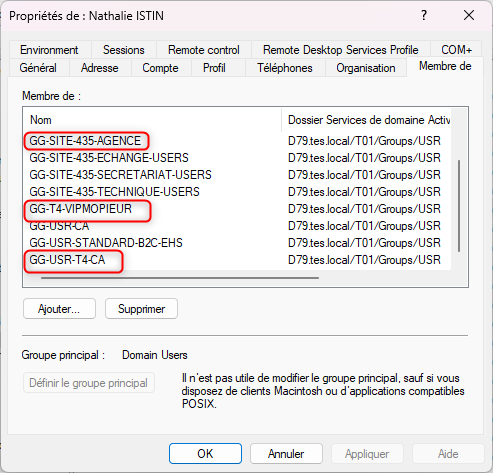 Propriétés de : Nathalie ISTIN
Environment Sessions Remote control Remote Desktop Services Profile COM+
Général Adresse Compte Profil Téléphones Organisation Membre de
Membre de :
Nom Dossier Services de domaine Activ
GG-SITE-435-AGENCE D79.tes.local/T01/Groups/USR
GG-SITE-435-ECHANGE-USERS D79.tes.local/T01/Groups/USR
GG-SITE-435-SECRETARIAT-USERS D79.tes.local/T01/Groups/USR
GG-SITE-435-TECHNIQUE-USERS D79.tes.local/T01/Groups/USR
GG-T4-VIPMOPIEUR D79.tes.local/T01/Groups/USR
GG-USR-CA D79.tes.local/T01/Groups/USR
GG-USR-STANDARD-B2C-EHS D79.tes.local/T01/Groups/USR
GG-USR-T4-CA D79.tes.local/T01/Groups/USR
Ajouter... Supprimer
Groupe principal : Domain Users
Définir le groupe principal
Il n'est pas utile de modifier le groupe principal, sauf si vous
disposez de clients Macintosh ou d'applications compatibles
POSIX.
OK Annuler Appliquer Aide